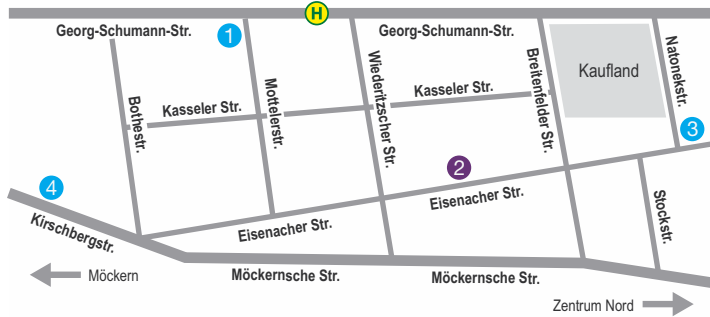 H
Georg-Schumann-Str.
1
Georg-Schumann-Str.
Kaufland
Natonekstr.
Bothestr.
Kasseler Str.
Mottelerstr.
Wiederitzscher Str.
Kasseler Str.
Breitenfelder Str.
3
2
4
Kirschbergstr.
Eisenacher Str.
Eisenacher Str.
Stockstr.
Möckern
Möckernsche Str.
Möckernsche Str.
Zentrum Nord